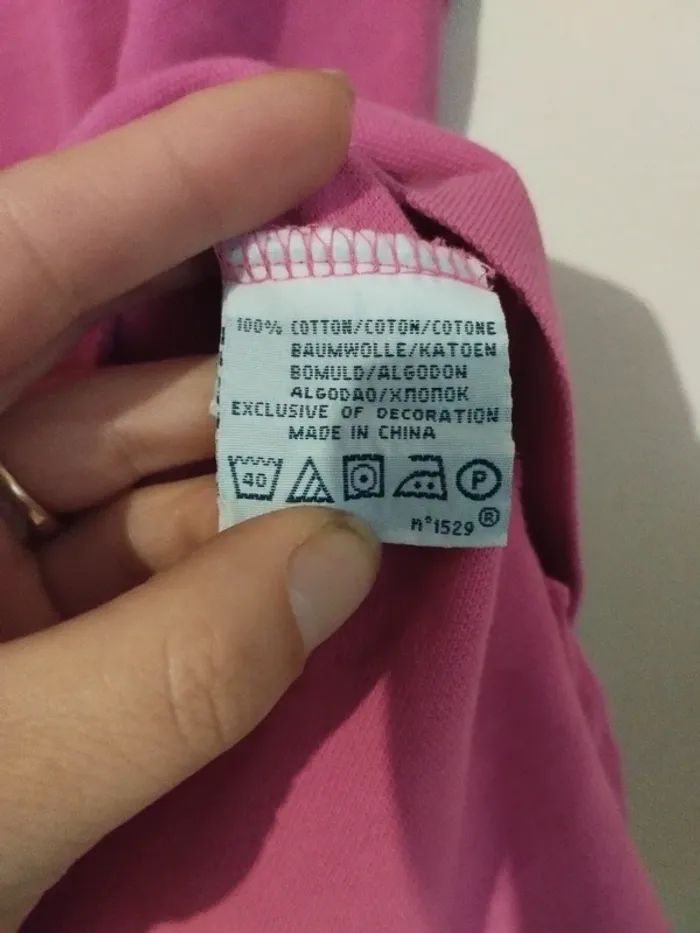 100% COTTON/COTON/COTONE
BAUMWOLLE/KATOEN
BOMULD/ALGODON
ALGODAO/ХЛОПОК
EXCLUSIVE OF DECORATION
MADE IN CHINA
40 P
n°1529 ®